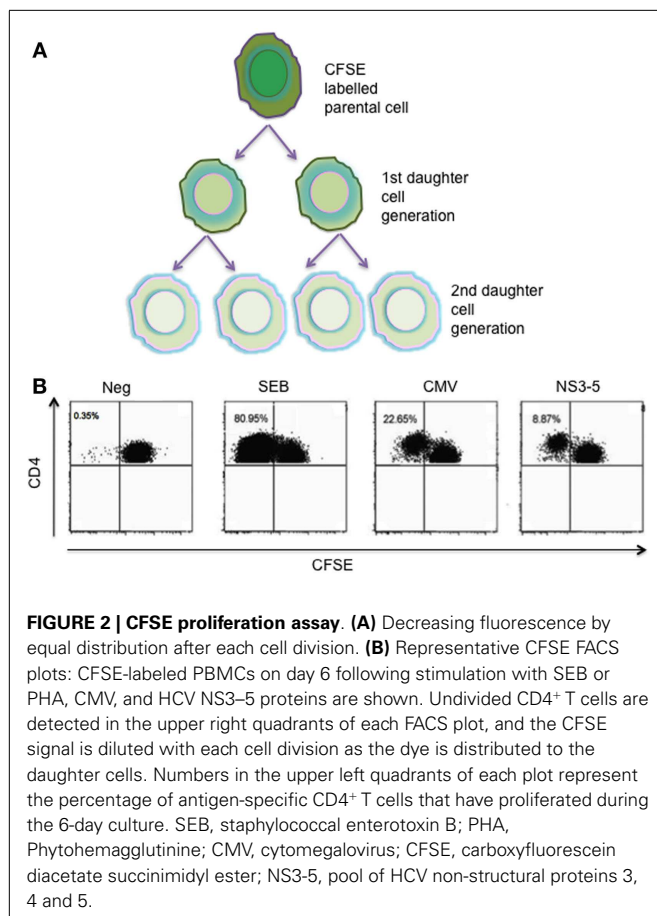 A
CFSE
labelled
parental cell
1st daughter
cell
generation
2nd daughter
cell
generation
B
Neg
SEB
CMV
NS3-5
0.35%
80.95%
22.65%
8.87%
CD4
CFSE
FIGURE 2 | CFSE proliferation assay. (A) Decreasing fluorescence by
equal distribution after each cell division. (B) Representative CFSE FACS
plots: CFSE-labeled PBMCs on day 6 following stimulation with SEB or
PHA, CMV, and HCV NS3–5 proteins are shown. Undivided CD4⁺ T cells are
detected in the upper right quadrants of each FACS plot, and the CFSE
signal is diluted with each cell division as the dye is distributed to the
daughter cells. Numbers in the upper left quadrants of each plot represent
the percentage of antigen-specific CD4⁺ T cells that have proliferated during
the 6-day culture. SEB, staphylococcal enterotoxin B; PHA,
Phytohemagglutinine; CMV, cytomegalovirus; CFSE, carboxyfluorescein
diacetate succinimidyl ester; NS3-5, pool of HCV non-structural proteins 3,
4 and 5.